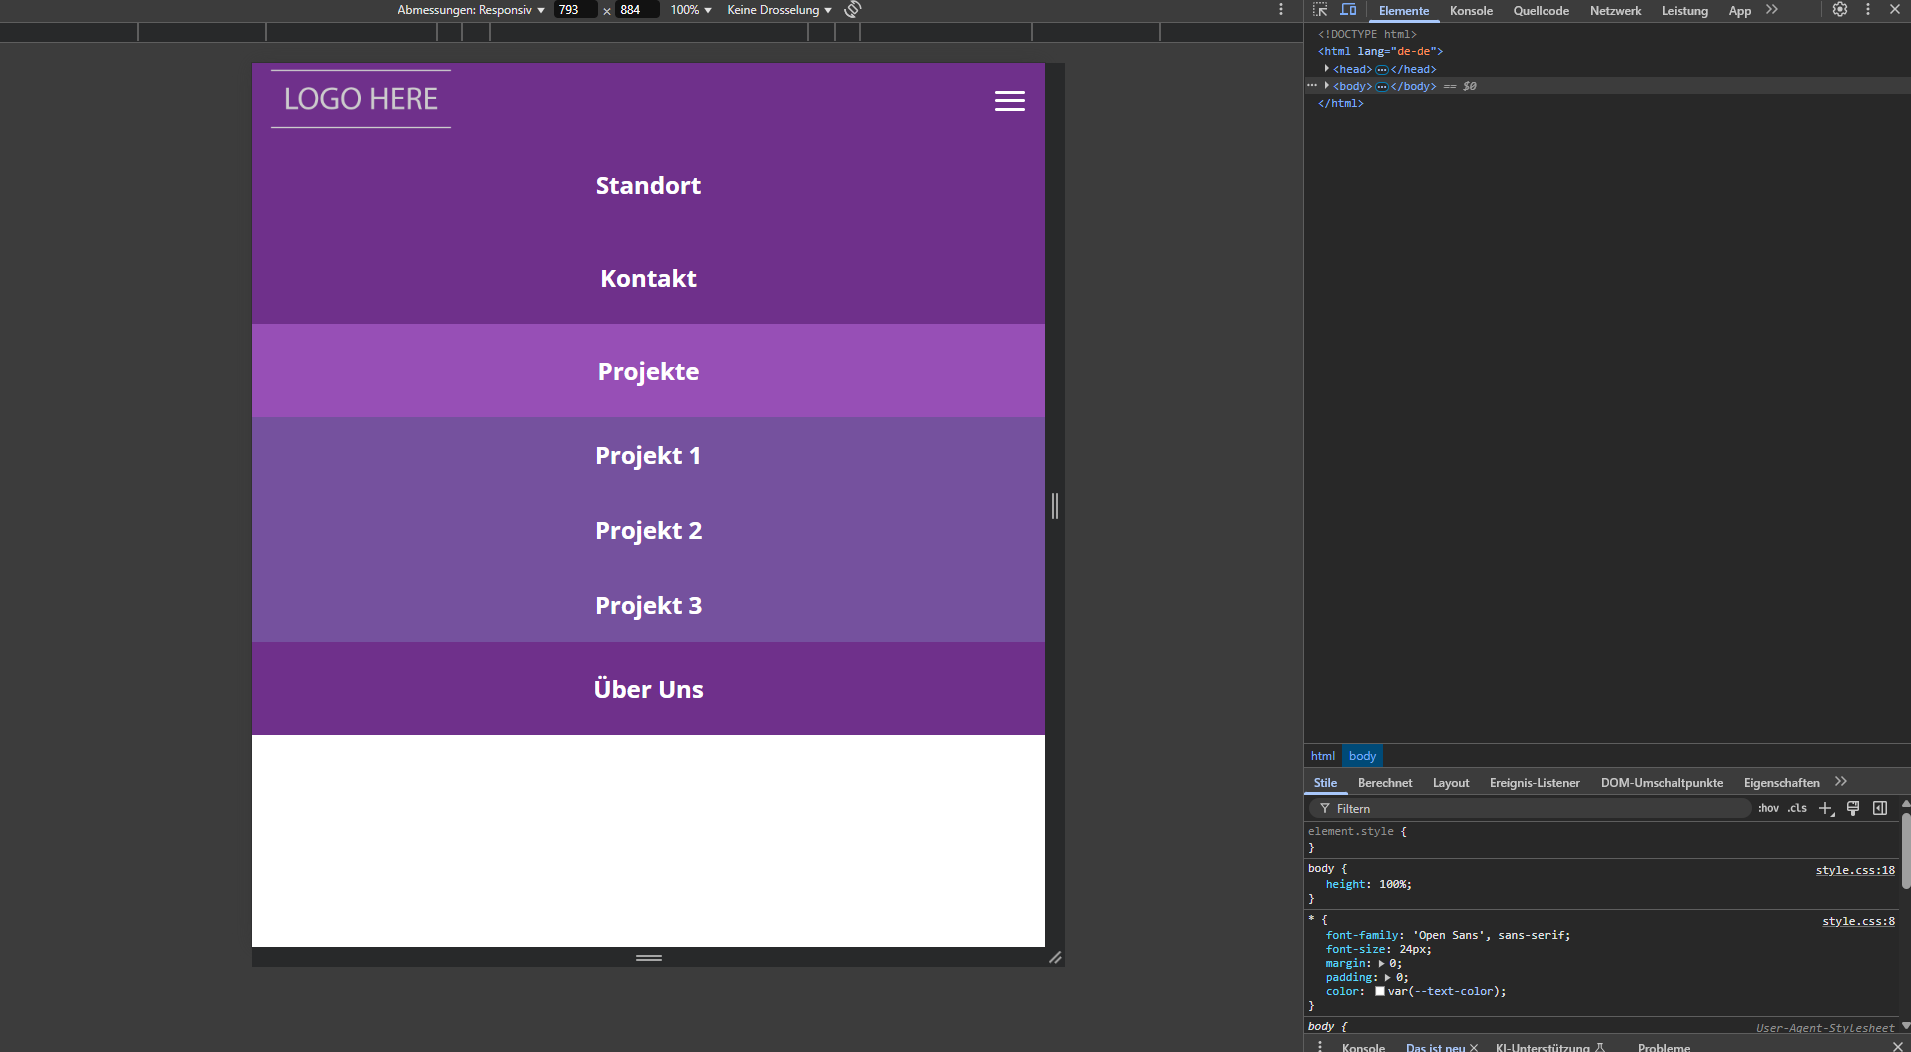 Abmessungen: Responsiv ▼ 793 × 884 100% ▼ Keine Drosselung ▼
LOGO HERE
Standort
Kontakt
Projekte
Projekt 1
Projekt 2
Projekt 3
Über Uns
Elemente Konsole Quellcode Netzwerk Leistung App
<!DOCTYPE html>
<html lang="de-de">
<head>…</head>
<body>…</body> == $0
</html>
html body
Stile Berechnet Layout Ereignis-Listener DOM-Umschaltpunkte Eigenschaften
Filtern :hov .cls
element.style {
}
body { style.css:18
height: 100%;
}
* { style.css:8
font-family: 'Open Sans', sans-serif;
font-size: 24px;
margin: 0;
padding: 0;
color: var(--text-color);
}
body { User-Agent-Stylesheet
Konsole Das ist neu KI-Unterstützung Probleme